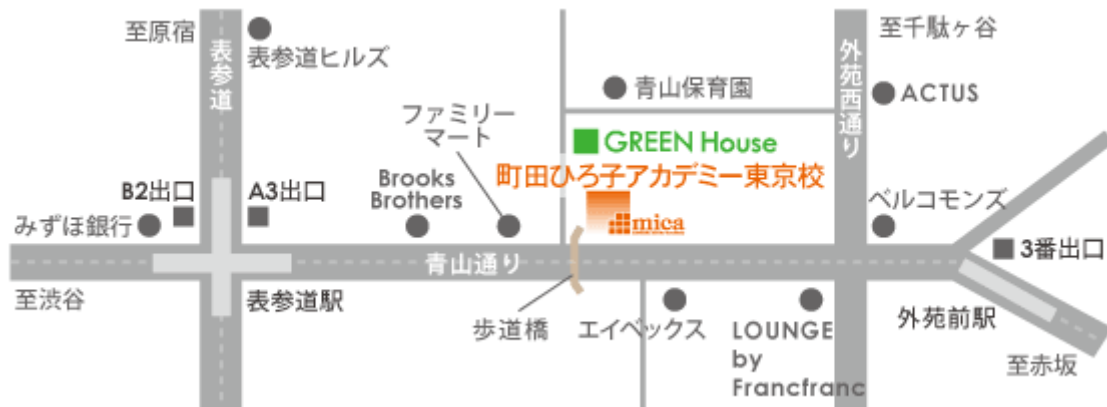 至原宿
表参道
表参道ヒルズ
至千駄ヶ谷
外苑西通り
ACTUS
青山保育園
ファミリー
マート
GREEN House
町田ひろ子アカデミー東京校
mica
B2出口
A3出口
Brooks
Brothers
みずほ銀行
ベルコモンズ
3番出口
青山通り
至渋谷
表参道駅
歩道橋
エイベックス
LOUNGE
by
Francfranc
外苑前駅
至赤坂